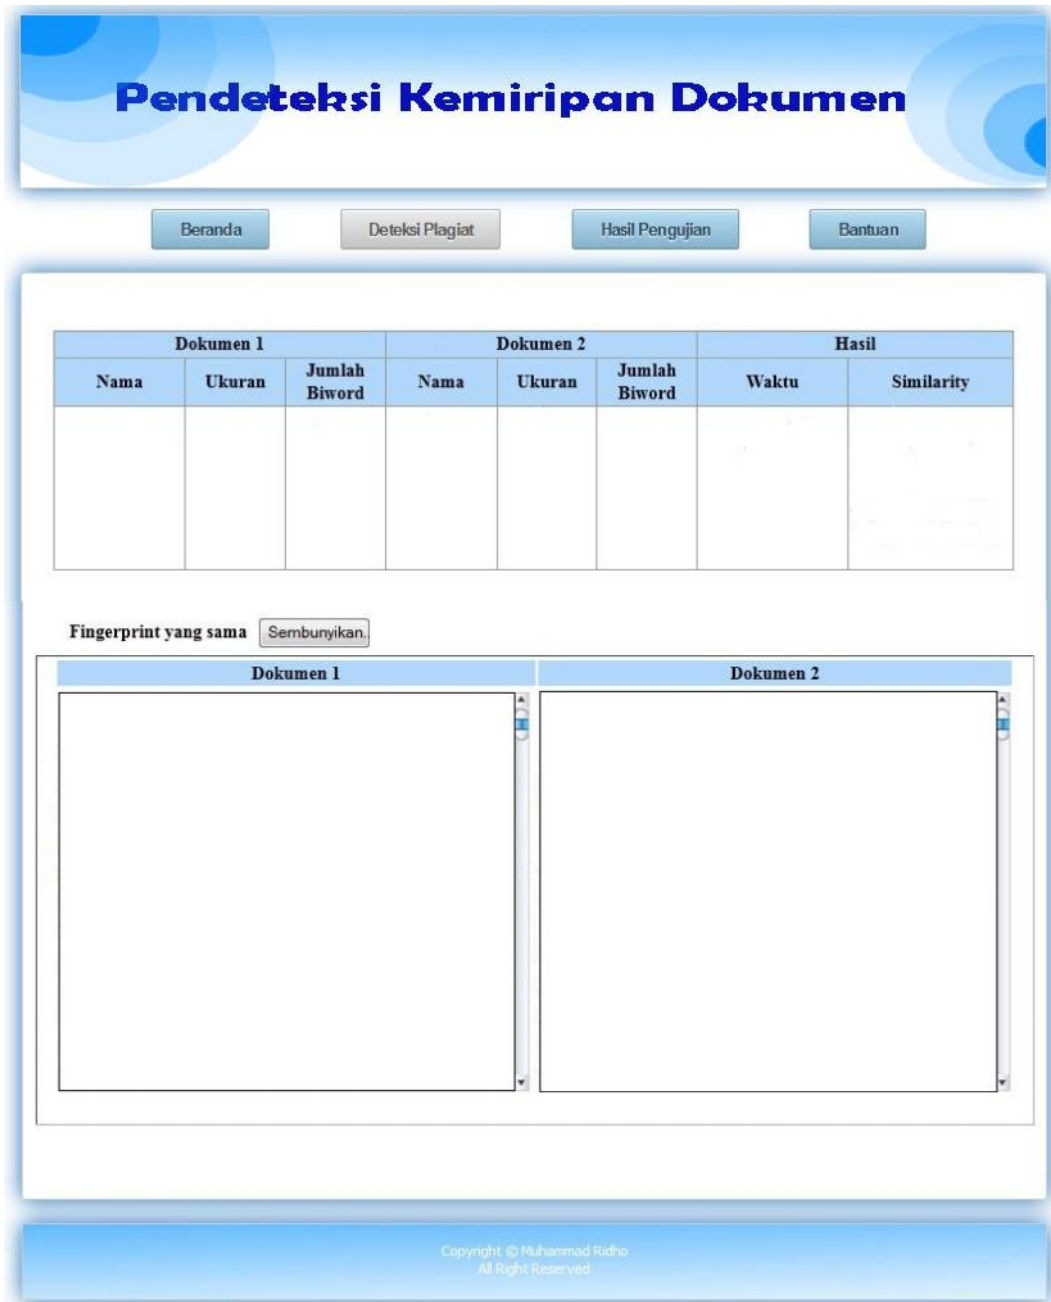 Pendeteksi Kemiripan Dokumen
Beranda Deteksi Plagiat Hasil Pengujian Bantuan
Dokumen 1 Dokumen 2 Hasil
Nama Ukuran Jumlah Biword Nama Ukuran Jumlah Biword Waktu Similarity
Fingerprint yang sama Sembunyikan..
Dokumen 1 Dokumen 2
Copyright © Muhammad Ridho
All Right Reserved